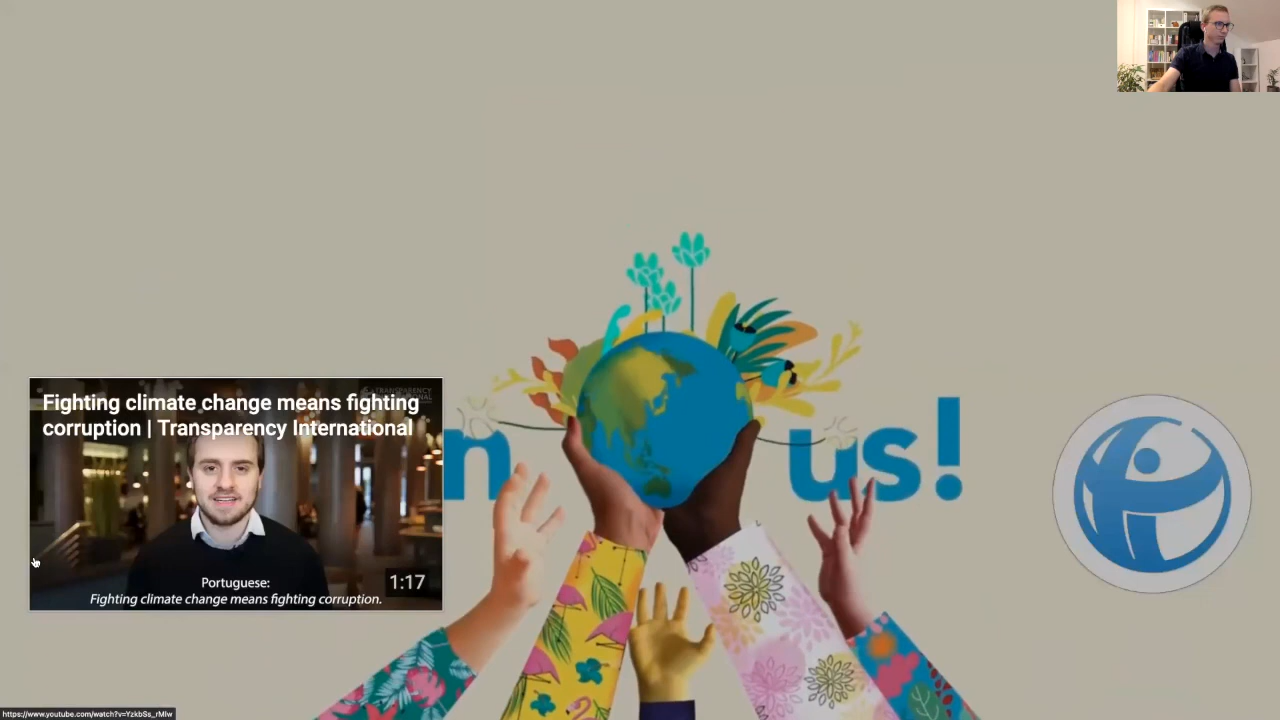 Fighting climate change means fighting
corruption | Transparency International
n us!
Portuguese:
1:17
Fighting climate change means fighting corruption.
https://www.youtube.com/watch?v=YzkbSs_rMlw